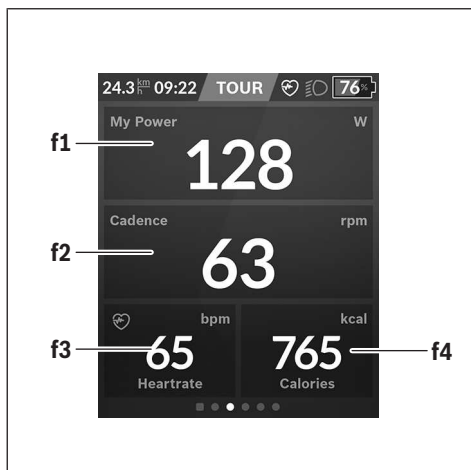 24.3 km/h 09:22 TOUR 76%
My Power W
f1
128
Cadence rpm
f2
63
bpm kcal
f3 65 765 f4
Heartrate Calories